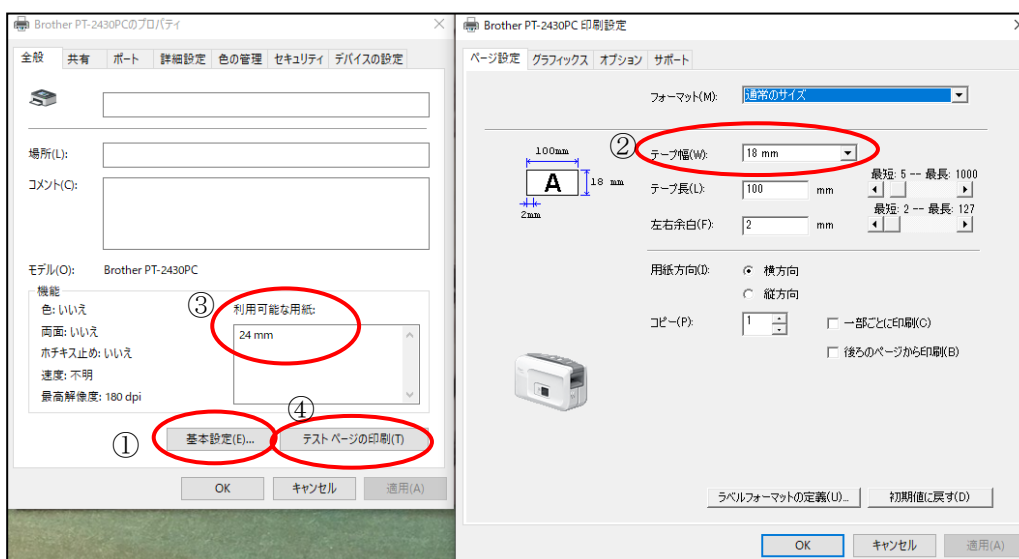 Brother PT-2430PCのプロパティ
全般 共有 ポート 詳細設定 色の管理 セキュリティ デバイスの設定
場所(L):
コメント(C):
モデル(O): Brother PT-2430PC
機能
色: いいえ
両面: いいえ
ホチキス止め: いいえ
速度: 不明
最高解像度: 180 dpi
③
利用可能な用紙:
24 mm
④
①
基本設定(E)... テスト ページの印刷(T)
OK キャンセル 適用(A)
Brother PT-2430PC 印刷設定
ページ設定 グラフィックス オプション サポート
フォーマット(M): 通常のサイズ
②
テープ幅(W): 18 mm
100mm
A
18 mm
2mm
最短: 5 -- 最長: 1000
テープ長(L): 100 mm
最短: 2 -- 最長: 127
左右余白(F): 2 mm
用紙方向(I): 横方向
縦方向
コピー(P): 1
一部ごとに印刷(C)
後ろのページから印刷(B)
ラベルフォーマットの定義(U)... 初期値に戻す(D)
OK キャンセル 適用(A)